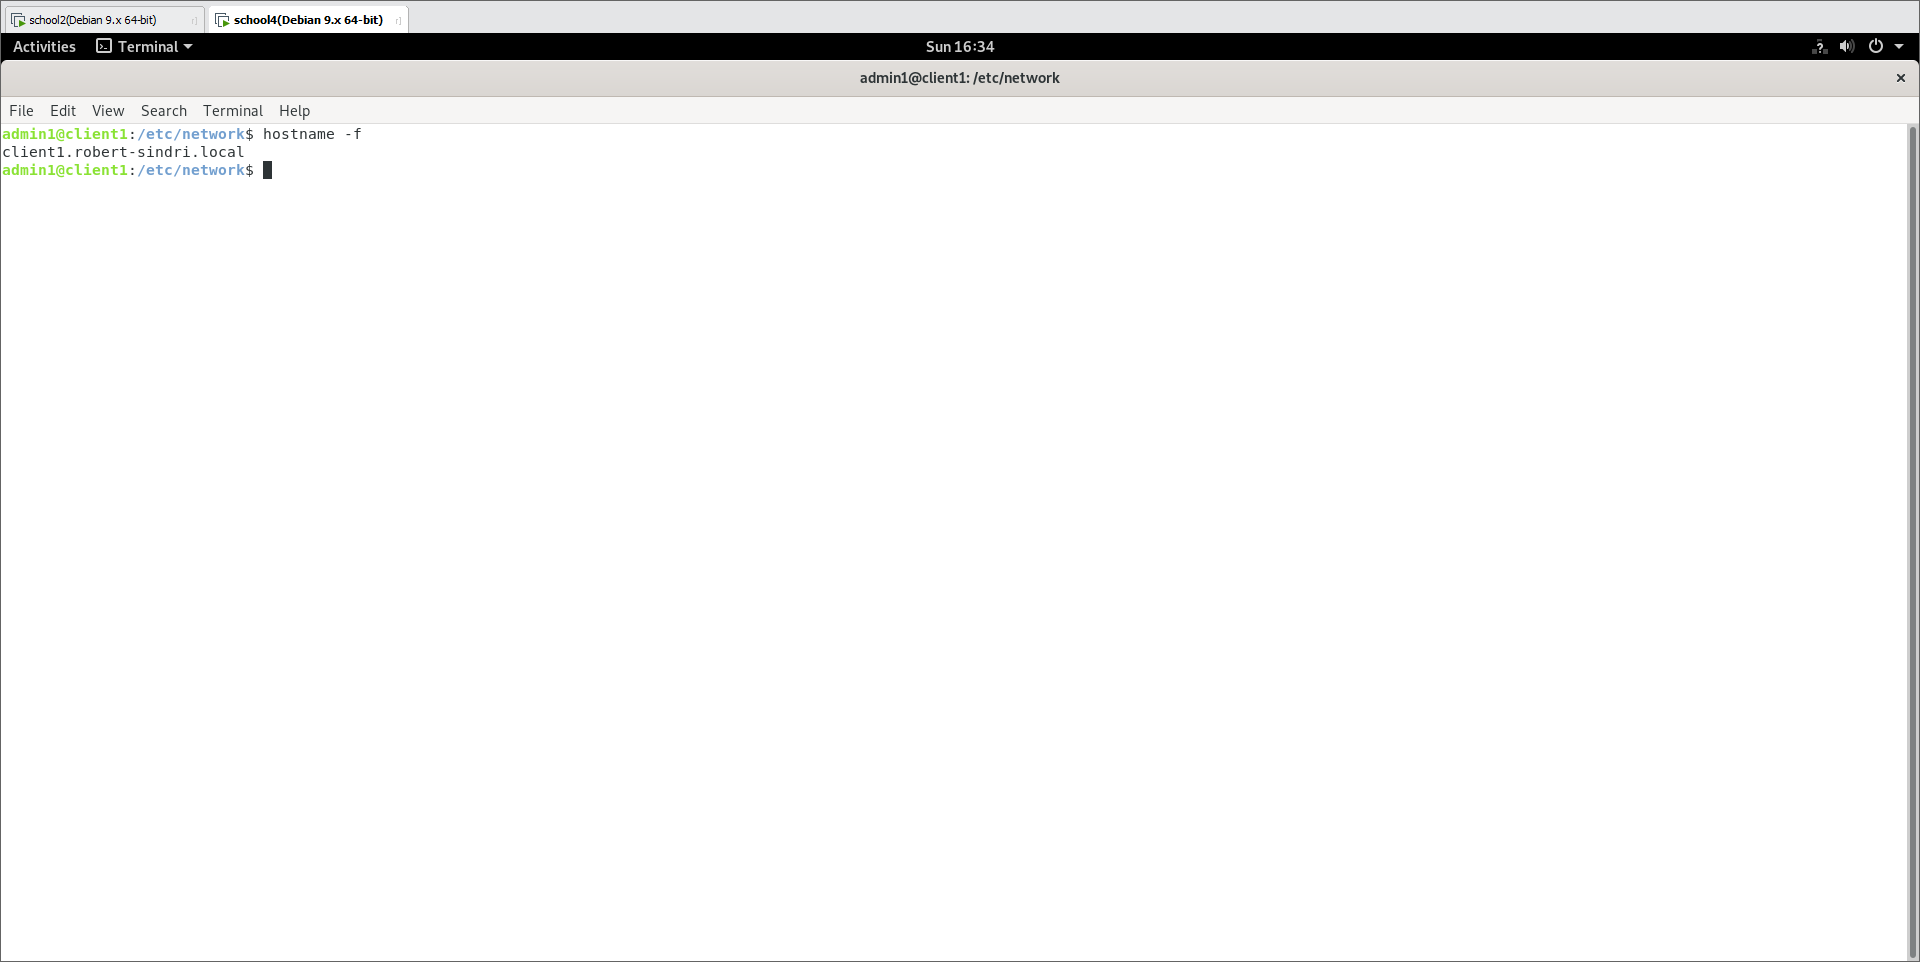 school2(Debian 9.x 64-bit) school4(Debian 9.x 64-bit)
Activities Terminal Sun 16:34
admin1@client1: /etc/network
File Edit View Search Terminal Help
admin1@client1:/etc/network$ hostname -f
client1.robert-sindri.local
admin1@client1:/etc/network$